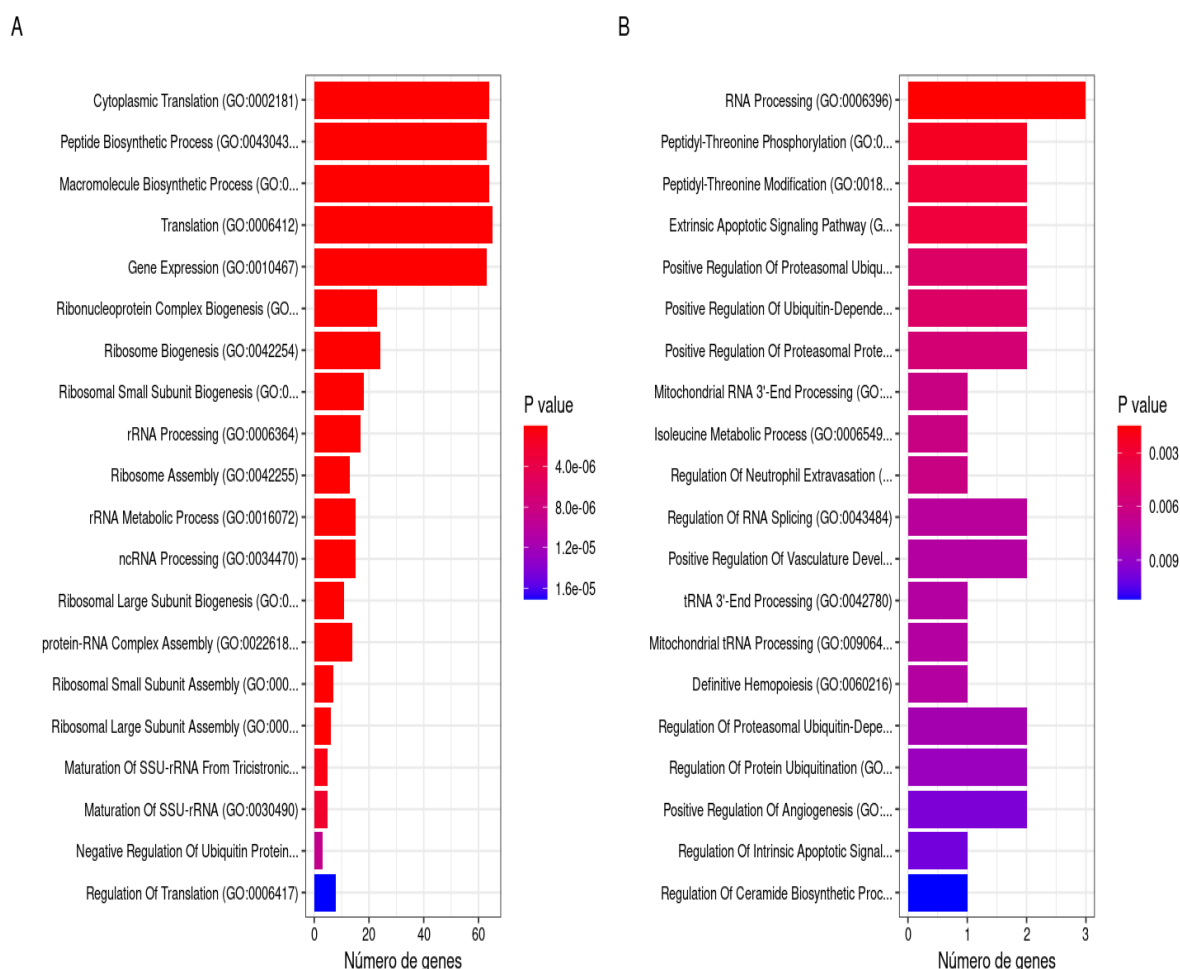 A
Cytoplasmic Translation (GO:0002181)
Peptide Biosynthetic Process (GO:0043043...
Macromolecule Biosynthetic Process (GO:0...
Translation (GO:0006412)
Gene Expression (GO:0010467)
Ribonucleoprotein Complex Biogenesis (GO...
Ribosome Biogenesis (GO:0042254)
Ribosomal Small Subunit Biogenesis (GO:0...
rRNA Processing (GO:0006364)
Ribosome Assembly (GO:0042255)
rRNA Metabolic Process (GO:0016072)
ncRNA Processing (GO:0034470)
Ribosomal Large Subunit Biogenesis (GO:0...
protein-RNA Complex Assembly (GO:0022618...
Ribosomal Small Subunit Assembly (GO:000...
Ribosomal Large Subunit Assembly (GO:000...
Maturation Of SSU-rRNA From Tricistronic...
Maturation Of SSU-rRNA (GO:0030490)
Negative Regulation Of Ubiquitin Protein...
Regulation Of Translation (GO:0006417)
0 20 40 60
Número de genes
P value
4.0e-06
8.0e-06
1.2e-05
1.6e-05
B
RNA Processing (GO:0006396)
Peptidyl-Threonine Phosphorylation (GO:0...
Peptidyl-Threonine Modification (GO:0018...
Extrinsic Apoptotic Signaling Pathway (G...
Positive Regulation Of Proteasomal Ubiqu...
Positive Regulation Of Ubiquitin-Depende...
Positive Regulation Of Proteasomal Prote...
Mitochondrial RNA 3'-End Processing (GO:...
Isoleucine Metabolic Process (GO:0006549...
Regulation Of Neutrophil Extravasation (...
Regulation Of RNA Splicing (GO:0043484)
Positive Regulation Of Vasculature Devel...
tRNA 3'-End Processing (GO:0042780)
Mitochondrial tRNA Processing (GO:009064...
Definitive Hemopoiesis (GO:0060216)
Regulation Of Proteasomal Ubiquitin-Depe...
Regulation Of Protein Ubiquitination (GO...
Positive Regulation Of Angiogenesis (GO:...
Regulation Of Intrinsic Apoptotic Signal...
Regulation Of Ceramide Biosynthetic Proc...
0 1 2 3
Número de genes
P value
0.003
0.006
0.009